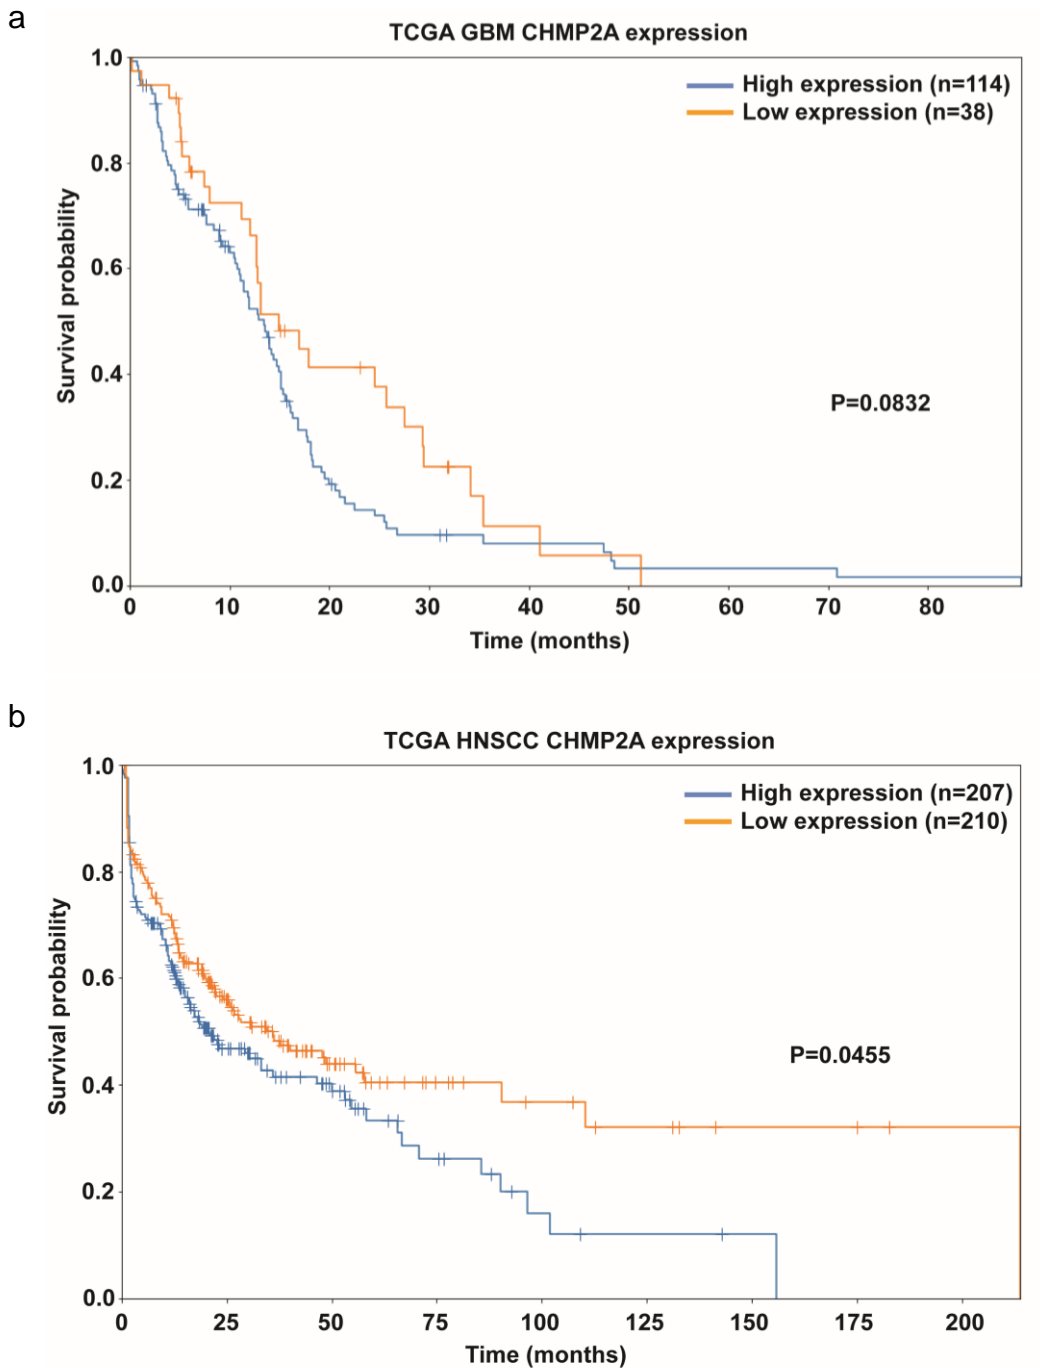 a
TCGA GBM CHMP2A expression
High expression (n=114)
Low expression (n=38)
1.0
0.8
0.6
0.4
0.2
0.0
Survival probability
P=0.0832
0 10 20 30 40 50 60 70 80
Time (months)
b
TCGA HNSCC CHMP2A expression
High expression (n=207)
Low expression (n=210)
1.0
0.8
0.6
0.4
0.2
0.0
Survival probability
P=0.0455
0 25 50 75 100 125 150 175 200
Time (months)